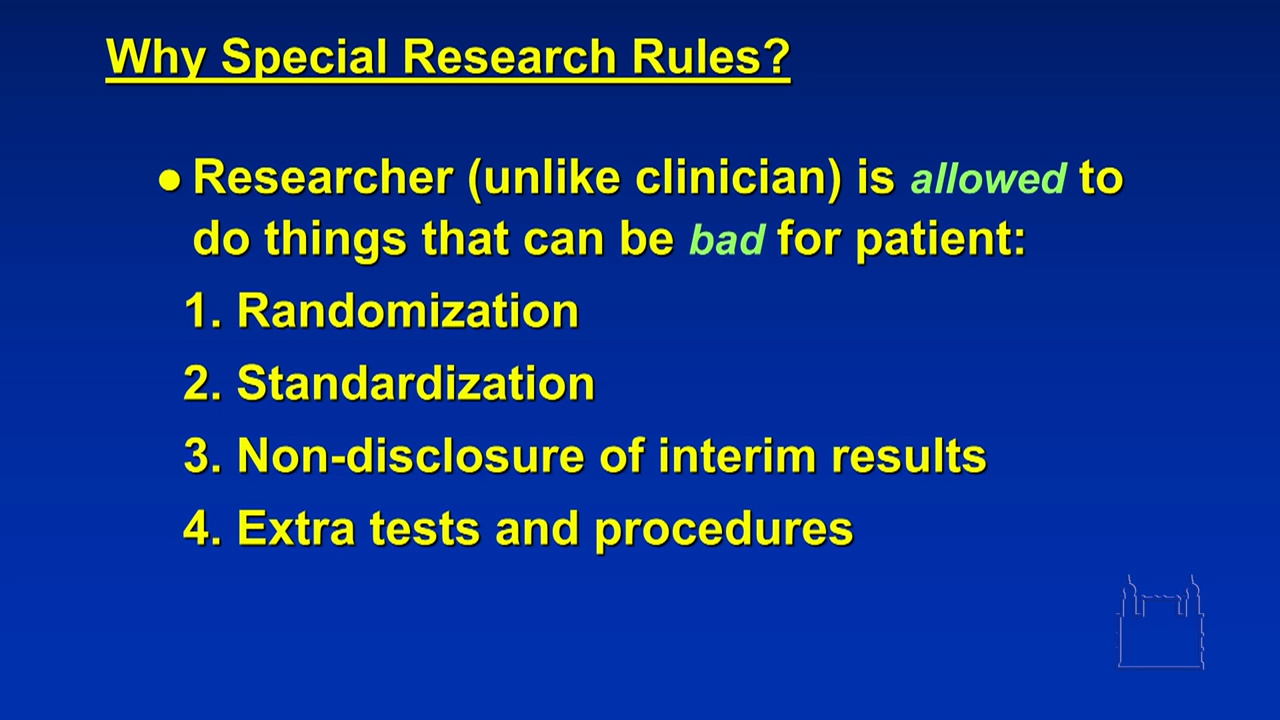 Why Special Research Rules?
● Researcher (unlike clinician) is allowed to
do things that can be bad for patient:
1. Randomization
2. Standardization
3. Non-disclosure of interim results
4. Extra tests and procedures